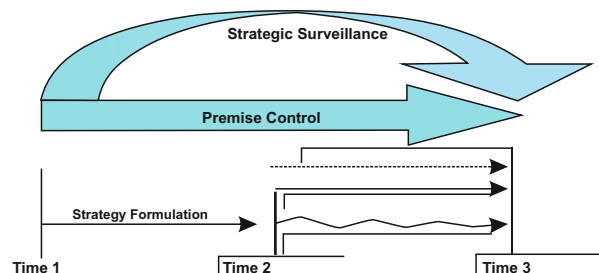 Strategic Surveillance
Premise Control
Strategy Formulation
Time 1
Time 2
Time 3